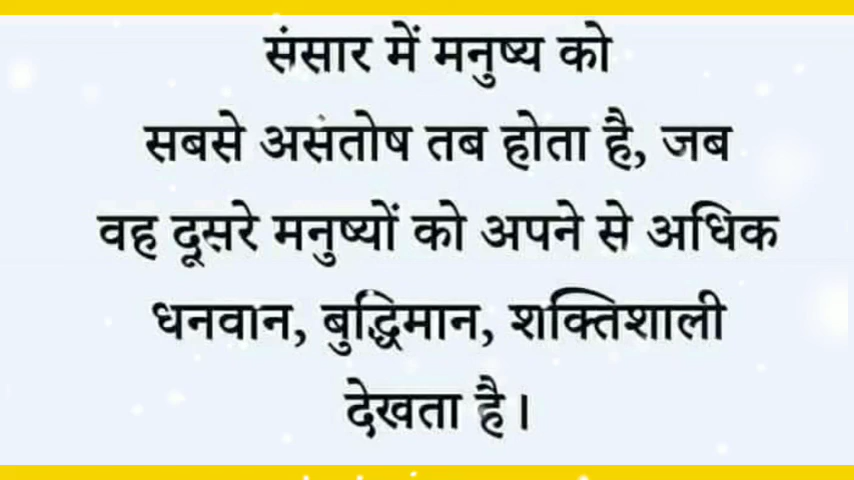 संसार में मनुष्य को
सबसे असंतोष तब होता है, जब
वह दूसरे मनुष्यों को अपने से अधिक
धनवान, बुद्धिमान, शक्तिशाली
देखता है।